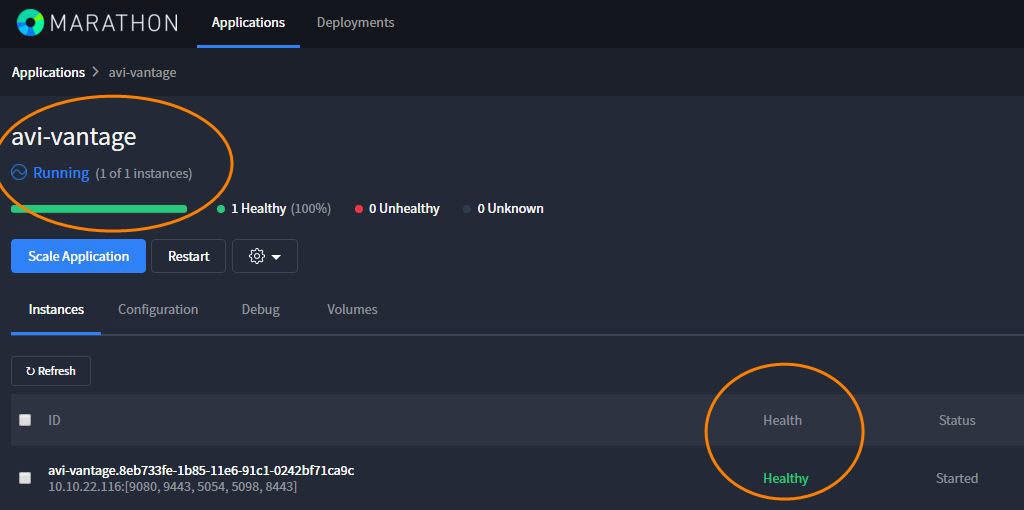 MARATHON Applications Deployments
Applications > avi-vantage
avi-vantage
Running (1 of 1 instances)
1 Healthy (100%) 0 Unhealthy 0 Unknown
Scale Application Restart
Instances Configuration Debug Volumes
↻ Refresh
ID Health Status
avi-vantage.8eb733fe-1b85-11e6-91c1-0242bf71ca9c
10.10.22.116:[9080, 9443, 5054, 5098, 8443] Healthy Started